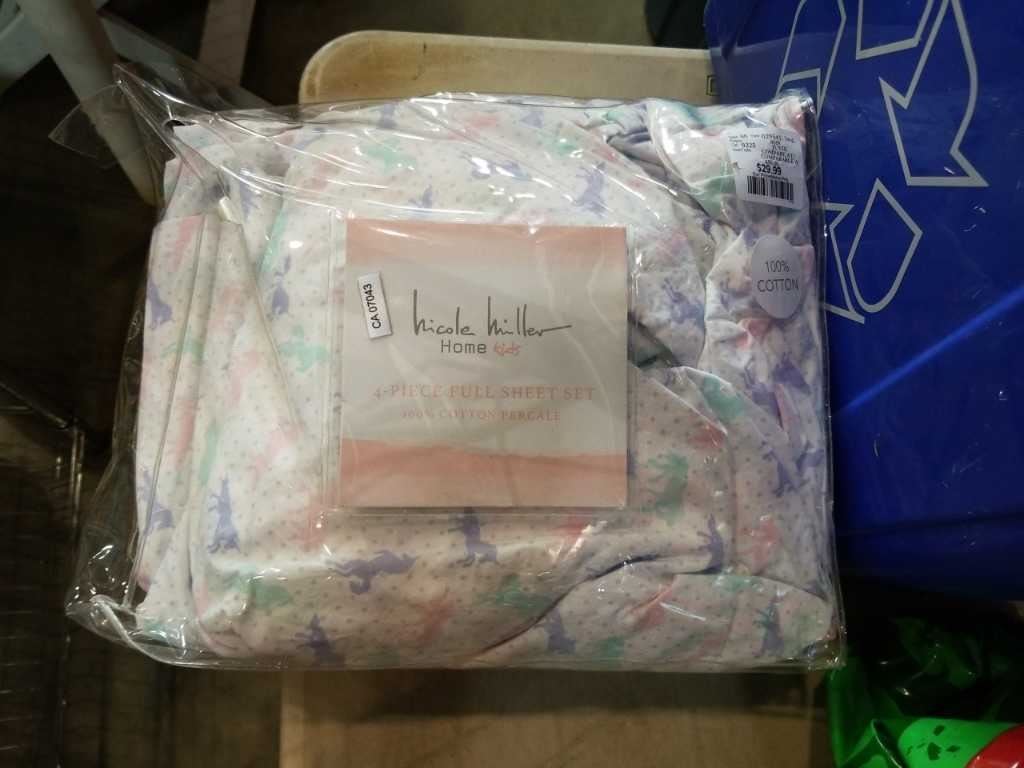 $29.99
100%
COTTON
CA 07043
nicole miller
Home kids
4-PIECE FULL SHEET SET
100% COTTON PERCALE